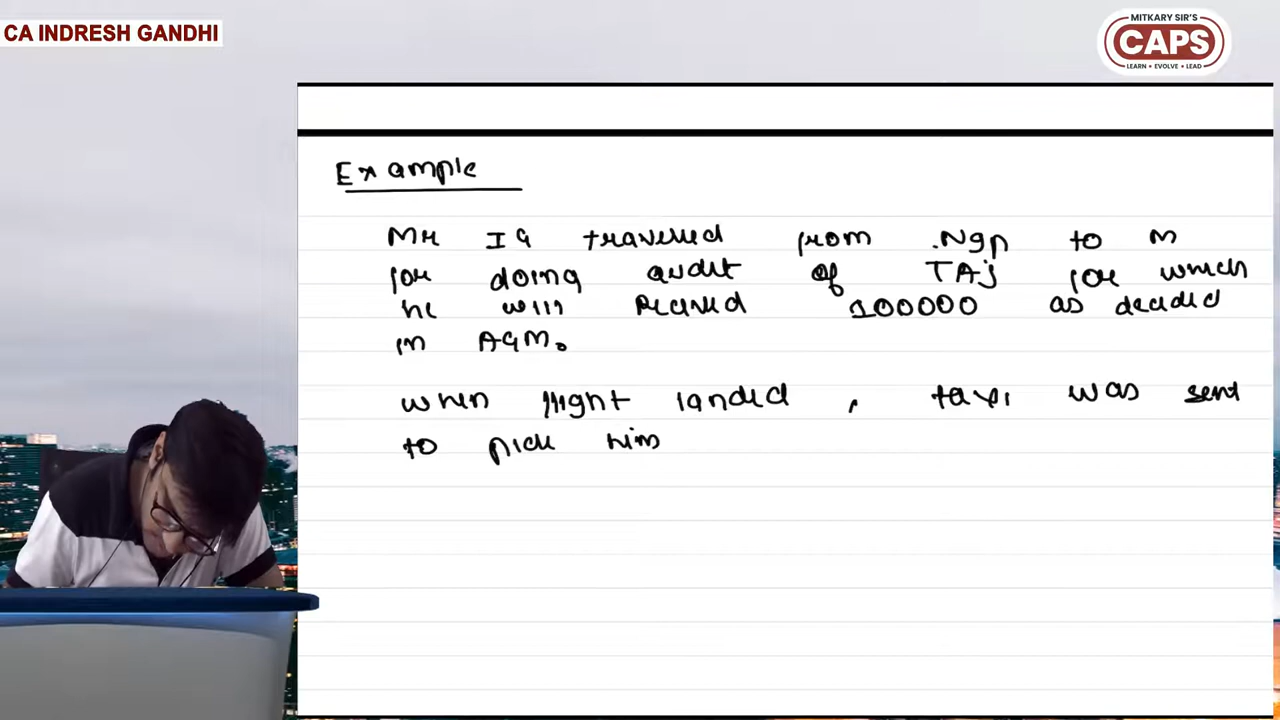 CA INDRESH GANDHI
MITKARY SIR'S
CAPS
LEARN • EVOLVE • LEAD
Example
Mr IG travelled from Ngp to M
for doing audit of TAj for which
he will received 100000 as decided
in AGM.
when flight landed , taxi was sent
to pick him